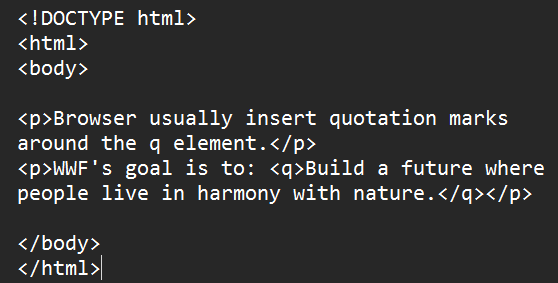 <!DOCTYPE html>
<html>
<body>
<p>Browser usually insert quotation marks
around the q element.</p>
<p>WWF's goal is to: <q>Build a future where
people live in harmony with nature.</q></p>
</body>
</html>